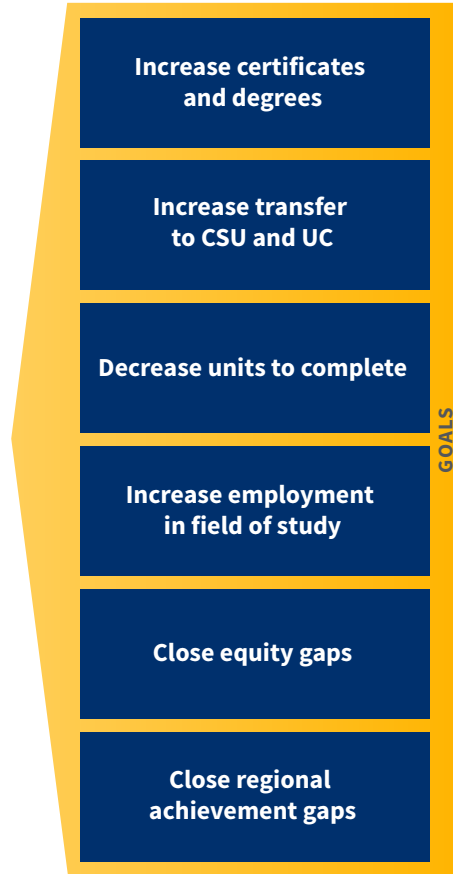 Increase certificates
and degrees
Increase transfer
to CSU and UC
Decrease units to complete
Increase employment
in field of study
Close equity gaps
Close regional
achievement gaps
GOALS